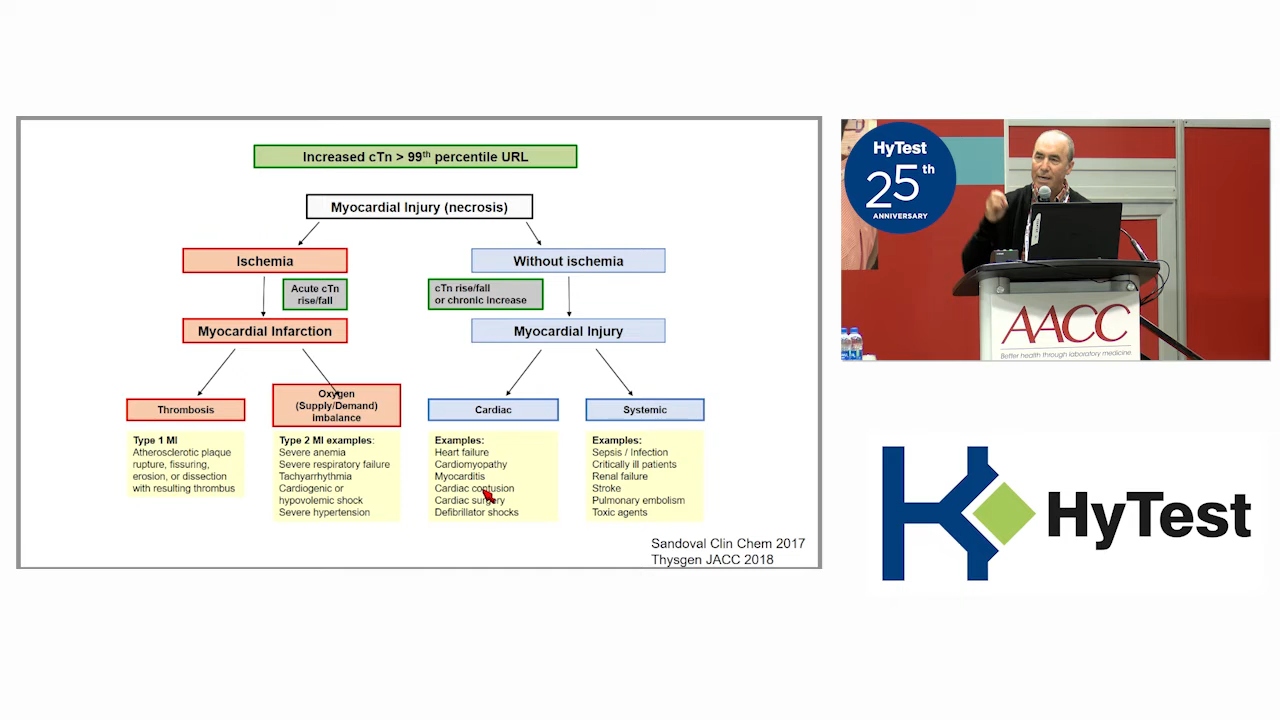 Increased cTn > 99th percentile URL
Myocardial Injury (necrosis)
Ischemia
Without ischemia
Acute cTn
rise/fall
cTn rise/fall
or chronic increase
Myocardial Infarction
Myocardial Injury
Thrombosis
Oxygen
(Supply/Demand)
imbalance
Cardiac
Systemic
Type 1 MI
Atherosclerotic plaque
rupture, fissuring,
erosion, or dissection
with resulting thrombus
Type 2 MI examples:
Severe anemia
Severe respiratory failure
Tachyarrhythmia
Cardiogenic or
hypovolemic shock
Severe hypertension
Examples:
Heart failure
Cardiomyopathy
Myocarditis
Cardiac contusion
Cardiac surgery
Defibrillator shocks
Examples:
Sepsis / Infection
Critically ill patients
Renal failure
Stroke
Pulmonary embolism
Toxic agents
Sandoval Clin Chem 2017
Thysgen JACC 2018
HyTest
25th
ANNIVERSARY
AACC
Better health through laboratory medicine.
HyTest